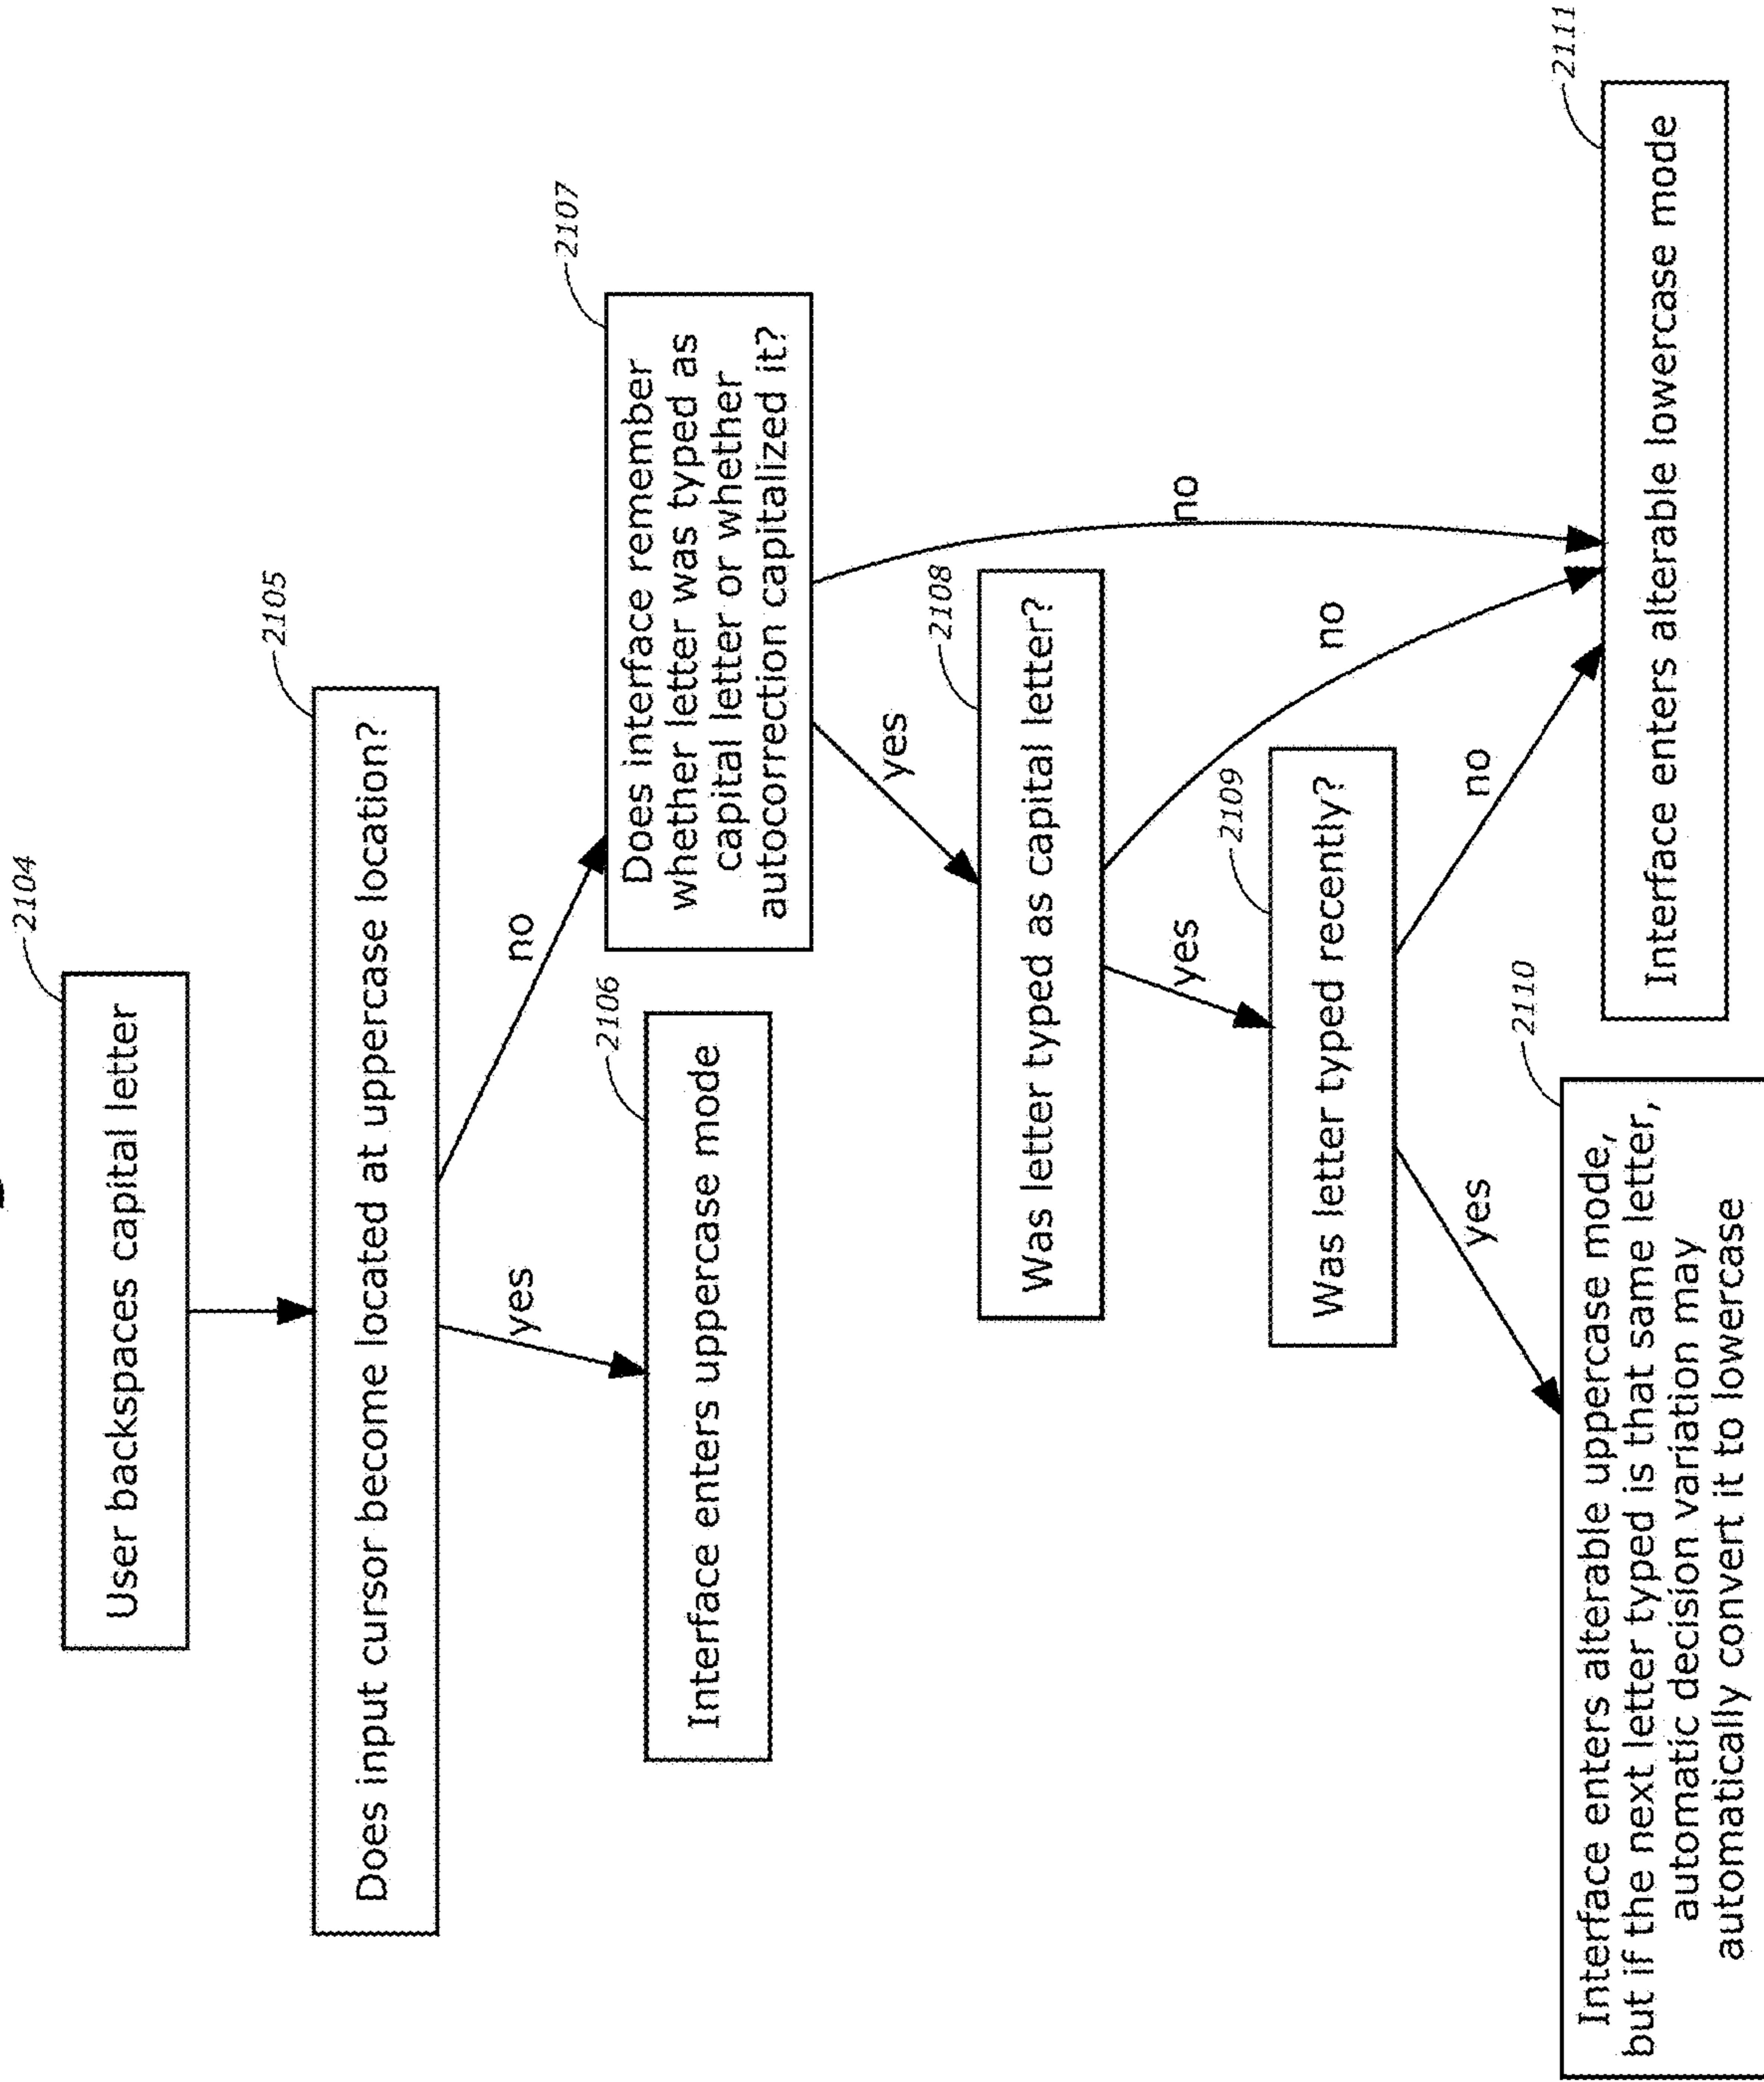 2104
User backspaces capital letter
2105
Does input cursor become located at uppercase location?
yes
no
2106
Interface enters uppercase mode
2107
Does interface remember
whether letter was typed as
capital letter or whether
autocorrection capitalized it?
yes
no
2108
Was letter typed as capital letter?
yes
no
2109
Was letter typed recently?
yes
no
2110
Interface enters alterable uppercase mode,
but if the next letter typed is that same letter,
automatic decision variation may
automatically convert it to lowercase
2111
Interface enters alterable lowercase mode